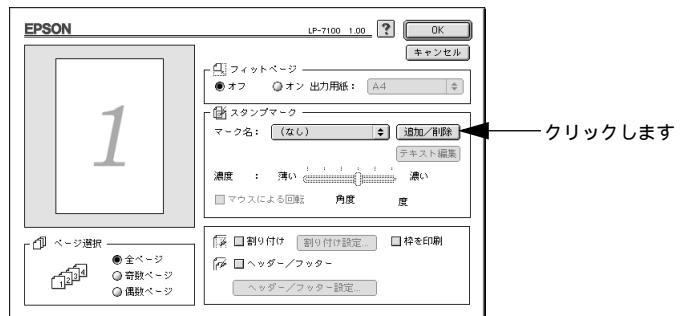 EPSON
LP-7100 1.00 ? OK
キャンセル
フィットページ
オフ オン 出力用紙： A4
スタンプマーク
マーク名： (なし) 追加／削除
クリックします
テキスト編集
濃度 ： 薄い 濃い
マウスによる回転 角度 度
1
ページ選択
全ページ
奇数ページ
偶数ページ
1 2 3 4
割り付け 割り付け設定... 枠を印刷
ヘッダー／フッター
ヘッダー／フッター設定...